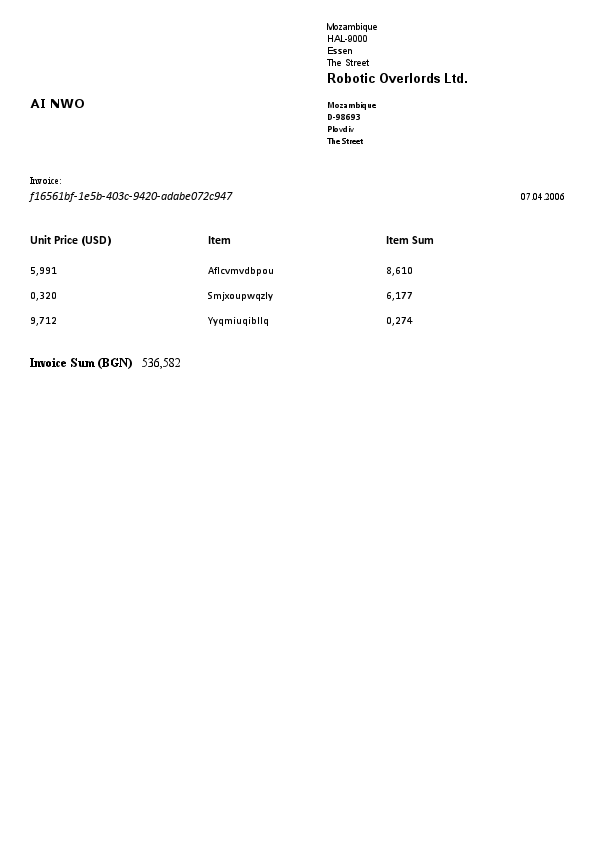 Mozambique
HAL-9000
Essen
The Street
Robotic Overlords Ltd.
AI NWO
Mozambique
D-98693
Plovdiv
The Street
Invoice:
f16561bf-1e5b-403c-9420-adabe072c947
07.04.2006
Unit Price (USD) Item Item Sum
5,991 Aflcvmvdbpou 8,610
0,320 Smjxoupwqzly 6,177
9,712 Yyqmiuqibllq 0,274
Invoice Sum (BGN) 536,582